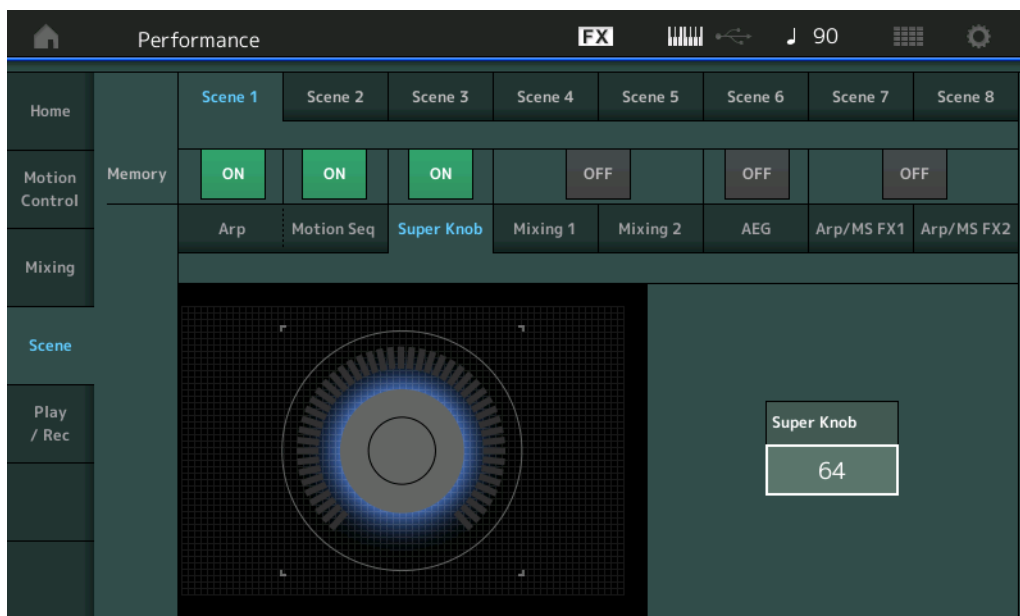 Performance FX 90
Home
Motion
Control
Mixing
Scene
Play
/ Rec
Scene 1 Scene 2 Scene 3 Scene 4 Scene 5 Scene 6 Scene 7 Scene 8
Memory ON ON ON OFF OFF OFF
Arp Motion Seq Super Knob Mixing 1 Mixing 2 AEG Arp/MS FX1 Arp/MS FX2
Super Knob
64